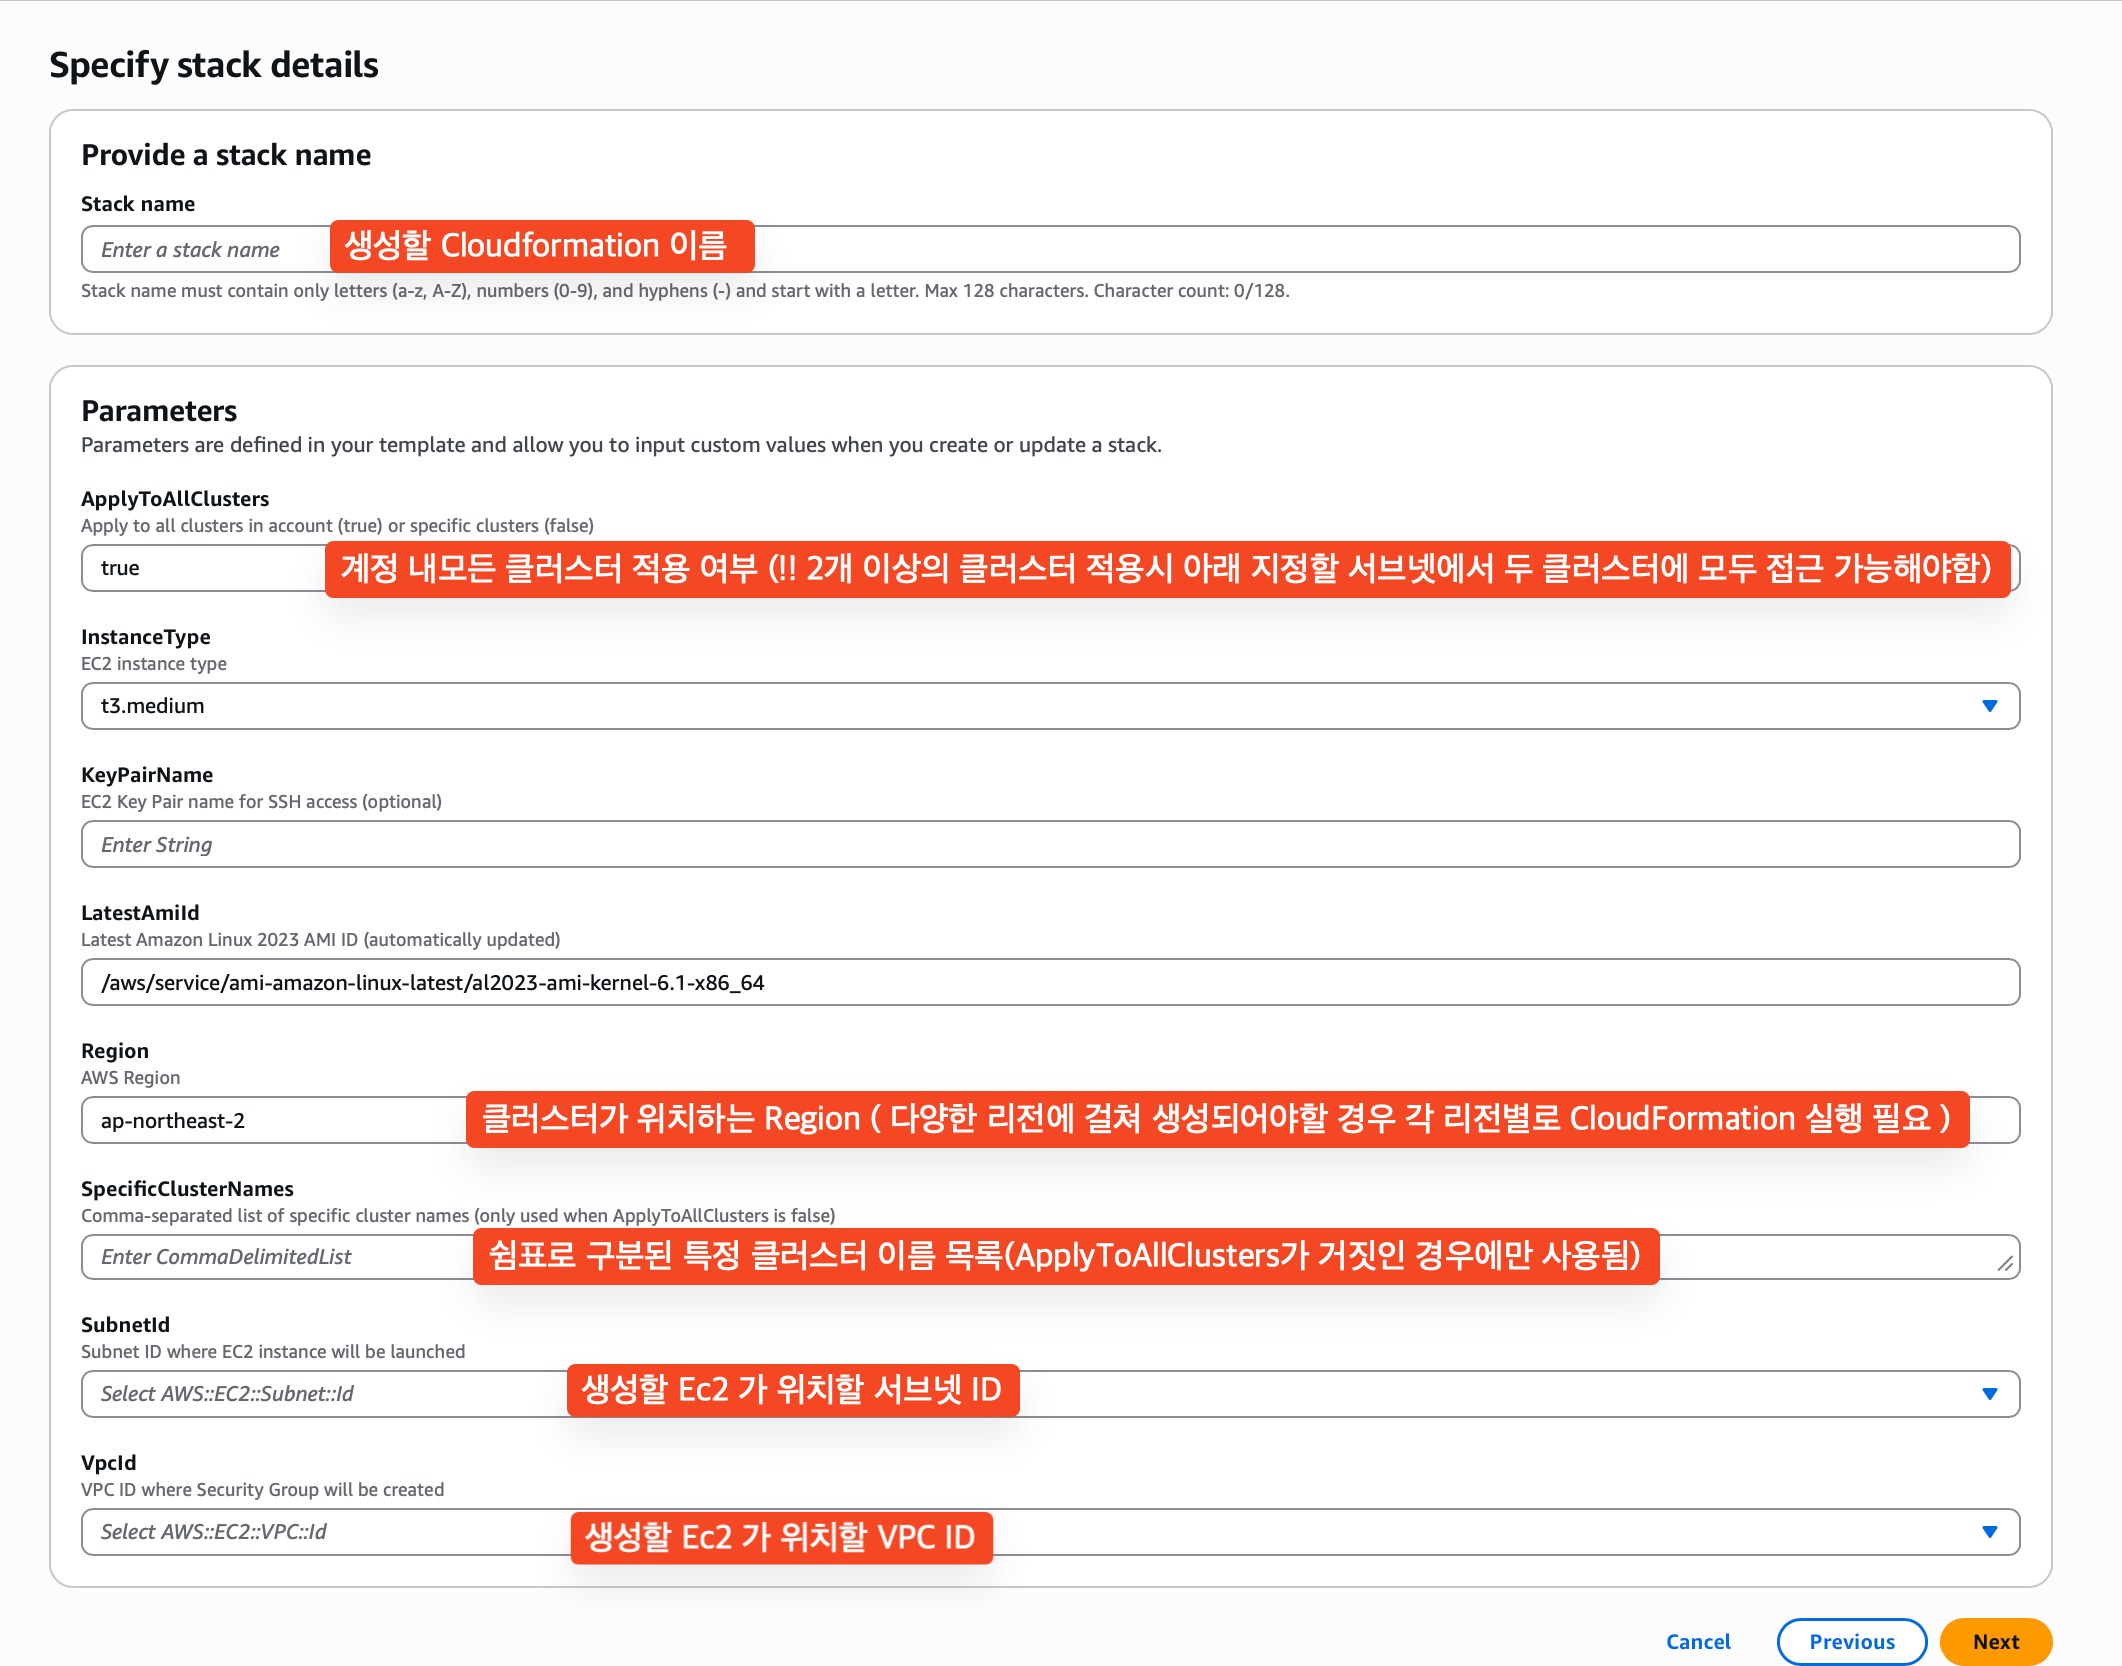 Specify stack details
Provide a stack name
Stack name
Enter a stack name
생성할 Cloudformation 이름
Stack name must contain only letters (a-z, A-Z), numbers (0-9), and hyphens (-) and start with a letter. Max 128 characters. Character count: 0/128.
Parameters
Parameters are defined in your template and allow you to input custom values when you create or update a stack.
ApplyToAllClusters
Apply to all clusters in account (true) or specific clusters (false)
true
계정 내모든 클러스터 적용 여부 (!! 2개 이상의 클러스터 적용시 아래 지정할 서브넷에서 두 클러스터에 모두 접근 가능해야함)
InstanceType
EC2 instance type
t3.medium
KeyPairName
EC2 Key Pair name for SSH access (optional)
Enter String
LatestAmiId
Latest Amazon Linux 2023 AMI ID (automatically updated)
/aws/service/ami-amazon-linux-latest/al2023-ami-kernel-6.1-x86_64
Region
AWS Region
ap-northeast-2
클러스터가 위치하는 Region ( 다양한 리전에 걸쳐 생성되어야할 경우 각 리전별로 CloudFormation 실행 필요 )
SpecificClusterNames
Comma-separated list of specific cluster names (only used when ApplyToAllClusters is false)
Enter CommaDelimitedList
쉼표로 구분된 특정 클러스터 이름 목록(ApplyToAllClusters가 거짓인 경우에만 사용됨)
SubnetId
Subnet ID where EC2 instance will be launched
Select AWS::EC2::Subnet::Id
생성할 Ec2 가 위치할 서브넷 ID
VpcId
VPC ID where Security Group will be created
Select AWS::EC2::VPC::Id
생성할 Ec2 가 위치할 VPC ID
Cancel
Previous
Next